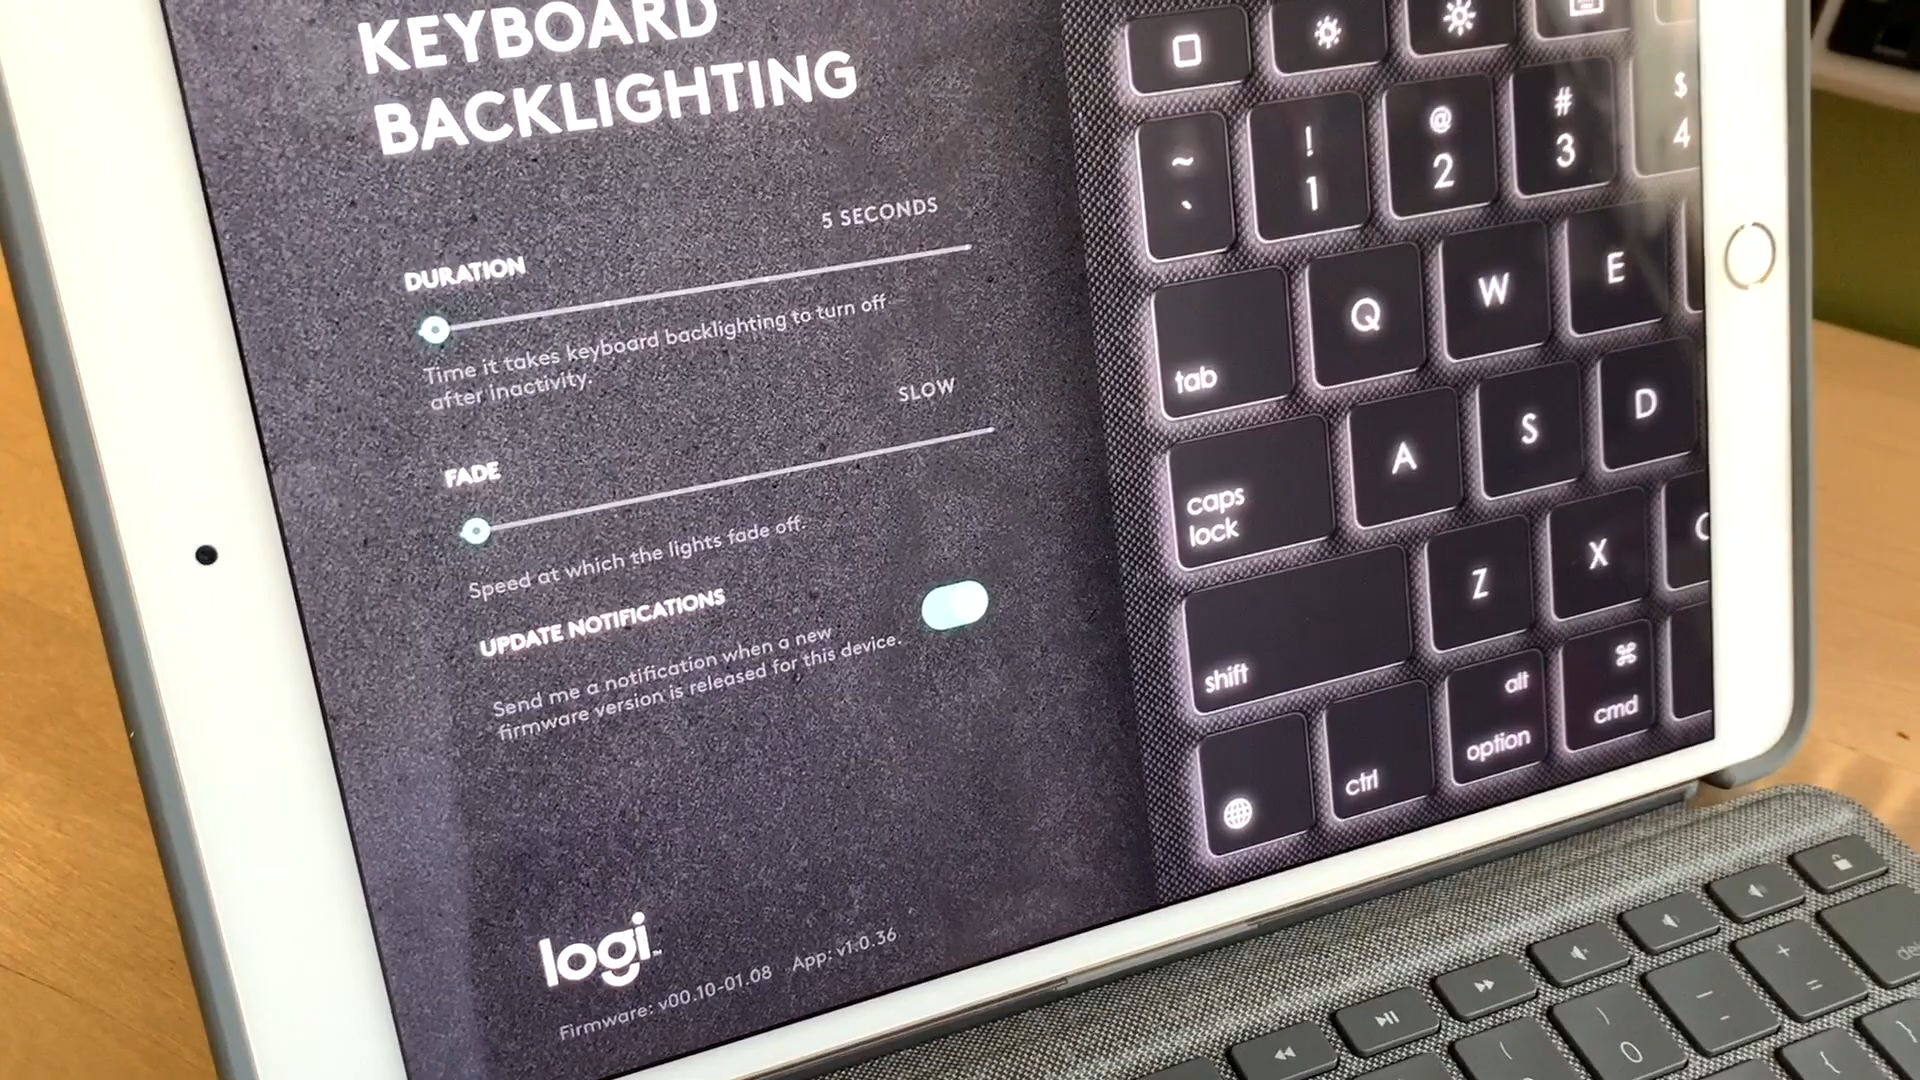 KEYBOARD
BACKLIGHTING
5 SECONDS
DURATION
Time it takes keyboard backlighting to turn off
after inactivity.
SLOW
FADE
Speed at which the lights fade off.
UPDATE NOTIFICATIONS
Send me a notification when a new
firmware version is released for this device.
logi
Firmware: v00.10-01.08 App: v1.0.36
~ ! @ # $
` 1 2 3 4
tab Q W E
caps
lock
A S D
shift Z X
ctrl
alt
option
⌘
cmd
+
=
-
)
0
(
{
}